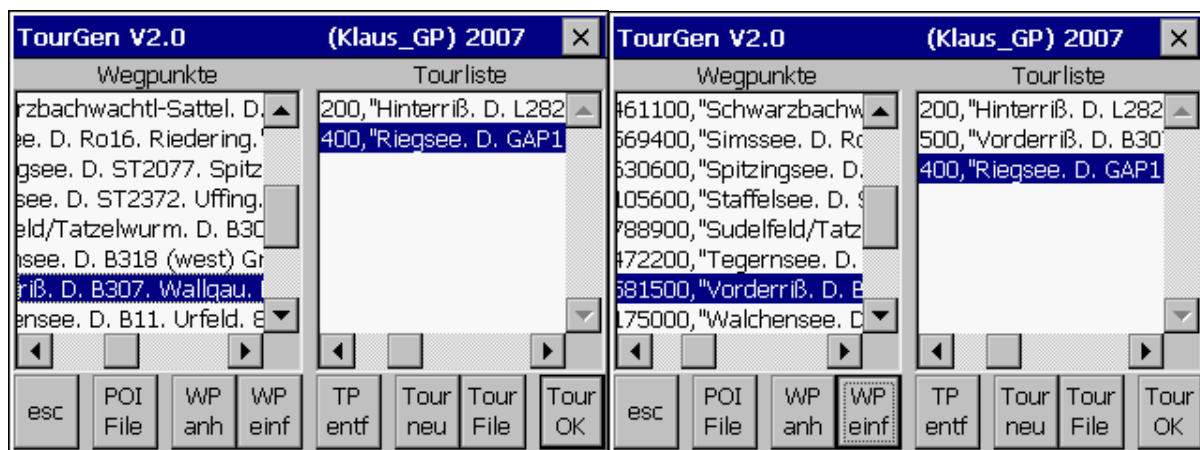 TourGen V2.0 (Klaus_GP) 2007
Wegpunkte Tourliste
rzbachwachtl-Sattel. D.
ee. D. Ro16. Riedering."
gsee. D. ST2077. Spitz
see. D. ST2372. Uffing.
eld/Tatzelwurm. D. B30
nsee. D. B318 (west) Gr
riß. D. B307. Wallgau.
ensee. D. B11. Urfeld. 8
200,"Hinterriß. D. L282
400,"Riegsee. D. GAP1
esc
POI File
WP anh
WP einf
TP entf
Tour neu
Tour File
Tour OK
TourGen V2.0 (Klaus_GP) 2007
Wegpunkte Tourliste
461100,"Schwarzbachw
569400,"Simssee. D. Ro
530600,"Spitzingsee. D.
105600,"Staffelsee. D. S
788900,"Sudelfeld/Tatz
472200,"Tegernsee. D.
581500,"Vorderriß. D. B
175000,"Walchensee. D
200,"Hinterriß. D. L282
500,"Vorderriß. D. B307
400,"Riegsee. D. GAP1
esc
POI File
WP anh
WP einf
TP entf
Tour neu
Tour File
Tour OK